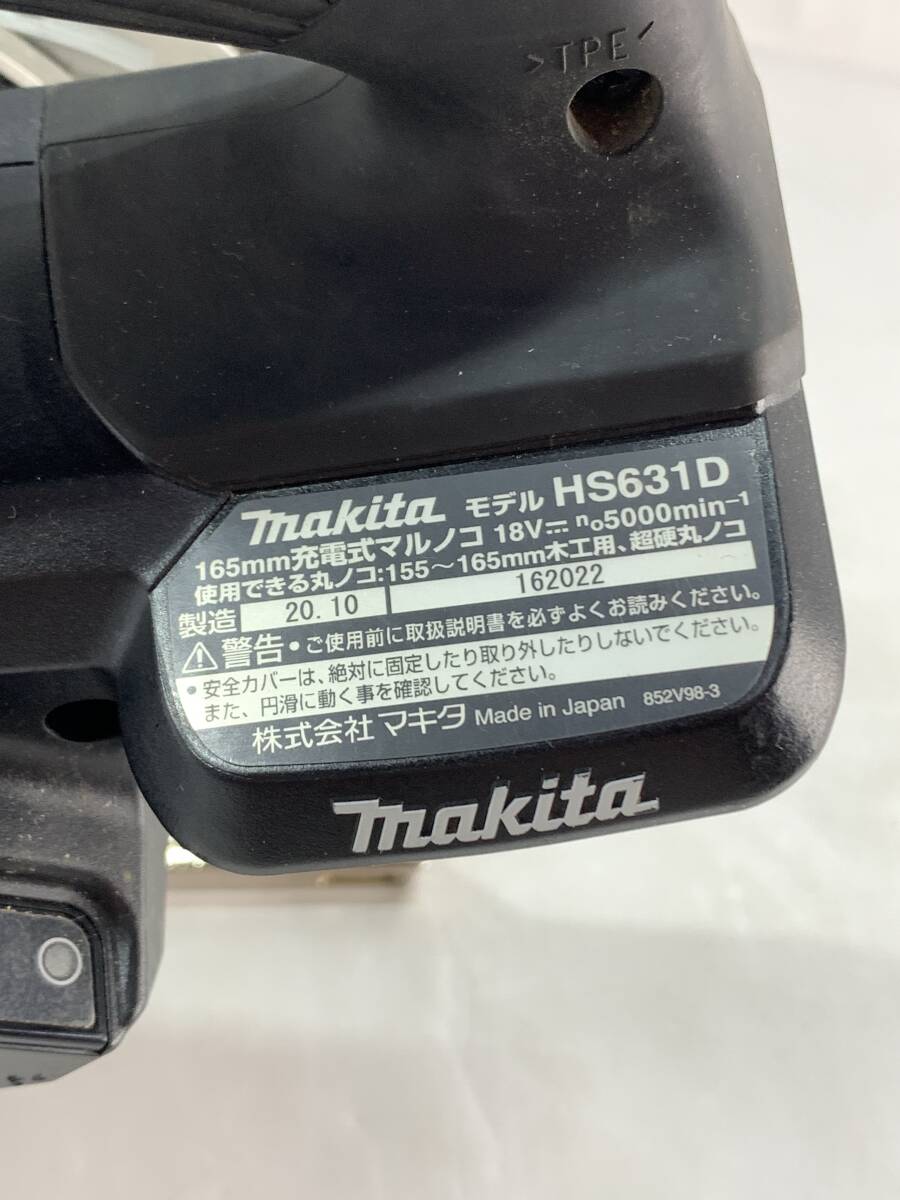 >TPE<
makita モデル HS631D
165mm充電式マルノコ 18V⎓ n₀5000min⁻¹
使用できる丸ノコ:155～165mm木工用、超硬丸ノコ
製造 20.10 162022
⚠警告 •ご使用前に取扱説明書を必ずよくお読みください。
•安全カバーは、絶対に固定したり取り外したりしないでください。
また、円滑に動く事を確認してください。
株式会社 マキタ Made in Japan 852V98-3
makita